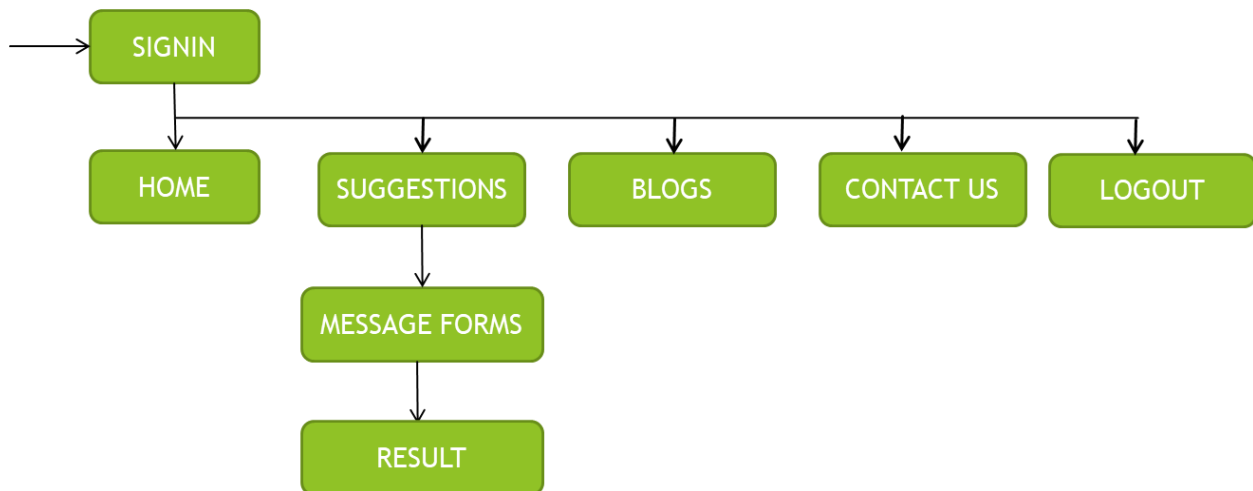 SIGNIN
HOME
SUGGESTIONS
BLOGS
CONTACT US
LOGOUT
MESSAGE FORMS
RESULT